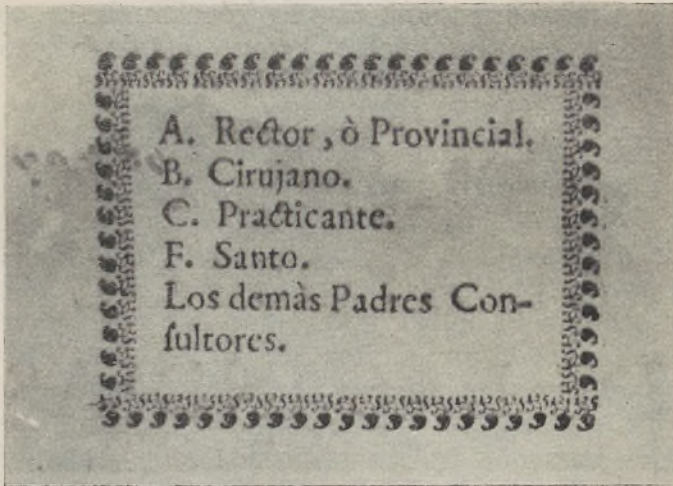 A. Rector, ò Provincial.
B. Cirujano.
C. Practicante.
F. Santo.
Los demàs Padres Con-
ſultores.